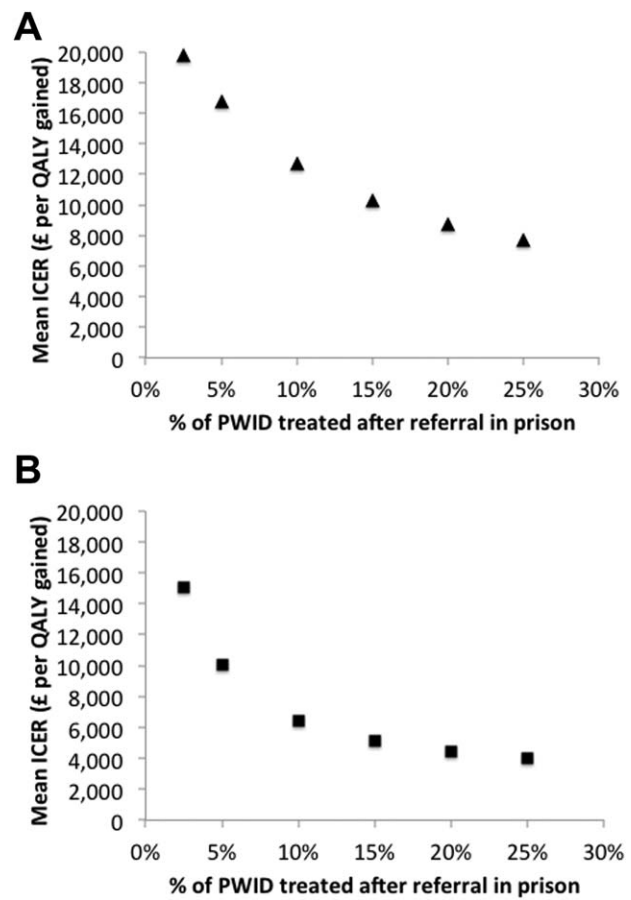 A
Mean ICER (£ per QALY gained)
20,000
18,000
16,000
14,000
12,000
10,000
8,000
6,000
4,000
2,000
0
0% 5% 10% 15% 20% 25% 30%
% of PWID treated after referral in prison
B
Mean ICER (£ per QALY gained)
20,000
18,000
16,000
14,000
12,000
10,000
8,000
6,000
4,000
2,000
0
0% 5% 10% 15% 20% 25% 30%
% of PWID treated after referral in prison